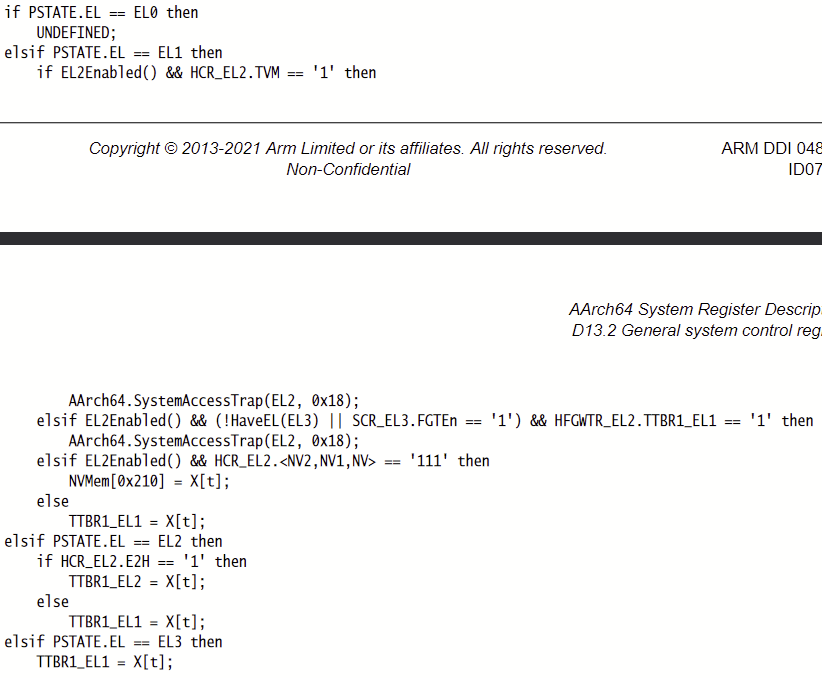 if PSTATE.EL == EL0 then
    UNDEFINED;
elsif PSTATE.EL == EL1 then
    if EL2Enabled() && HCR_EL2.TVM == '1' then
Copyright © 2013-2021 Arm Limited or its affiliates. All rights reserved.
ARM DDI 048
Non-Confidential
ID07
AArch64 System Register Descrip
D13.2 General system control reg
        AArch64.SystemAccessTrap(EL2, 0x18);
    elsif EL2Enabled() && (!HaveEL(EL3) || SCR_EL3.FGTEn == '1') && HFGWTR_EL2.TTBR1_EL1 == '1' then
        AArch64.SystemAccessTrap(EL2, 0x18);
    elsif EL2Enabled() && HCR_EL2.<NV2,NV1,NV> == '111' then
        NVMem[0x210] = X[t];
    else
        TTBR1_EL1 = X[t];
elsif PSTATE.EL == EL2 then
    if HCR_EL2.E2H == '1' then
        TTBR1_EL2 = X[t];
    else
        TTBR1_EL1 = X[t];
elsif PSTATE.EL == EL3 then
    TTBR1_EL1 = X[t];